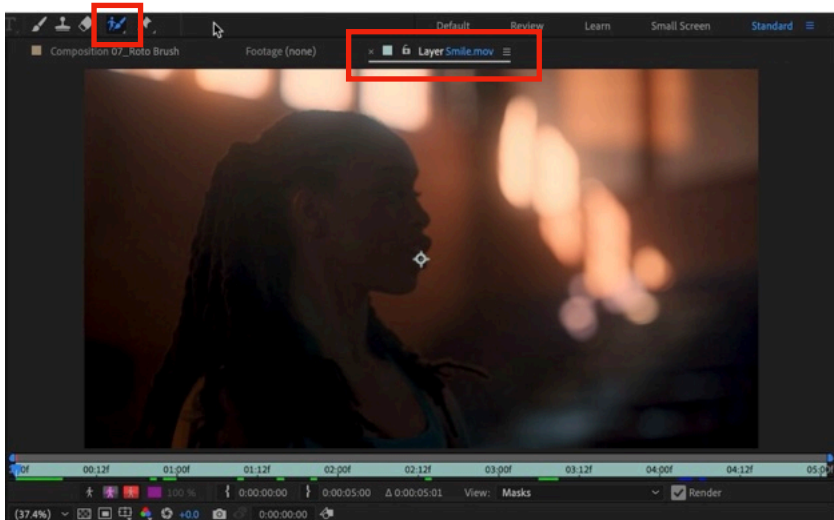 Default Review Learn Small Screen Standard
Composition 07_Roto Brush Footage (none) × Layer Smile.mov
00:12f 01:00f 01:12f 02:00f 02:12f 03:00f 03:12f 04:00f 04:12f 05:00
100 % 0:00:00:00 0:00:05:00 Δ 0:00:05:01 View: Masks Render
(37.4%) +0.0 0:00:00:00